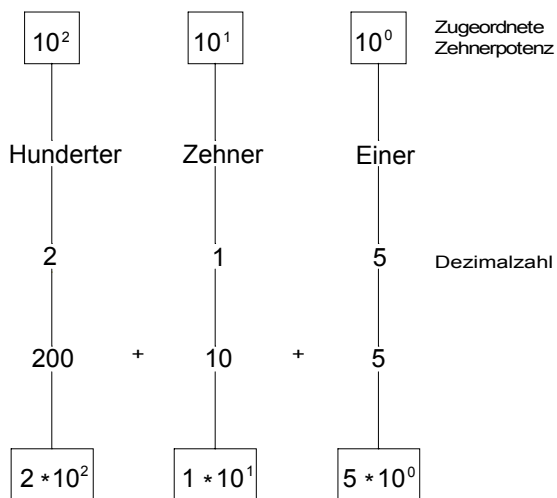 10² 10¹ 10⁰ Zugeordnete
Zehnerpotenz
Hunderter Zehner Einer
2 1 5 Dezimalzahl
200 + 10 + 5
2 * 10² 1 * 10¹ 5 * 10⁰